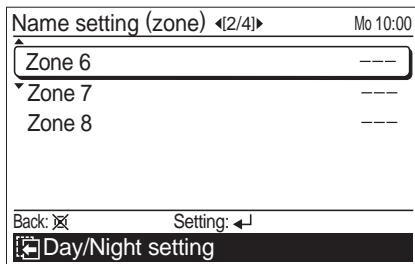 Name setting (zone) ◀[2/4]▶ Mo 10:00
Zone 6 −−−
Zone 7 −−−
Zone 8 −−−
Back: Setting:
Day/Night setting